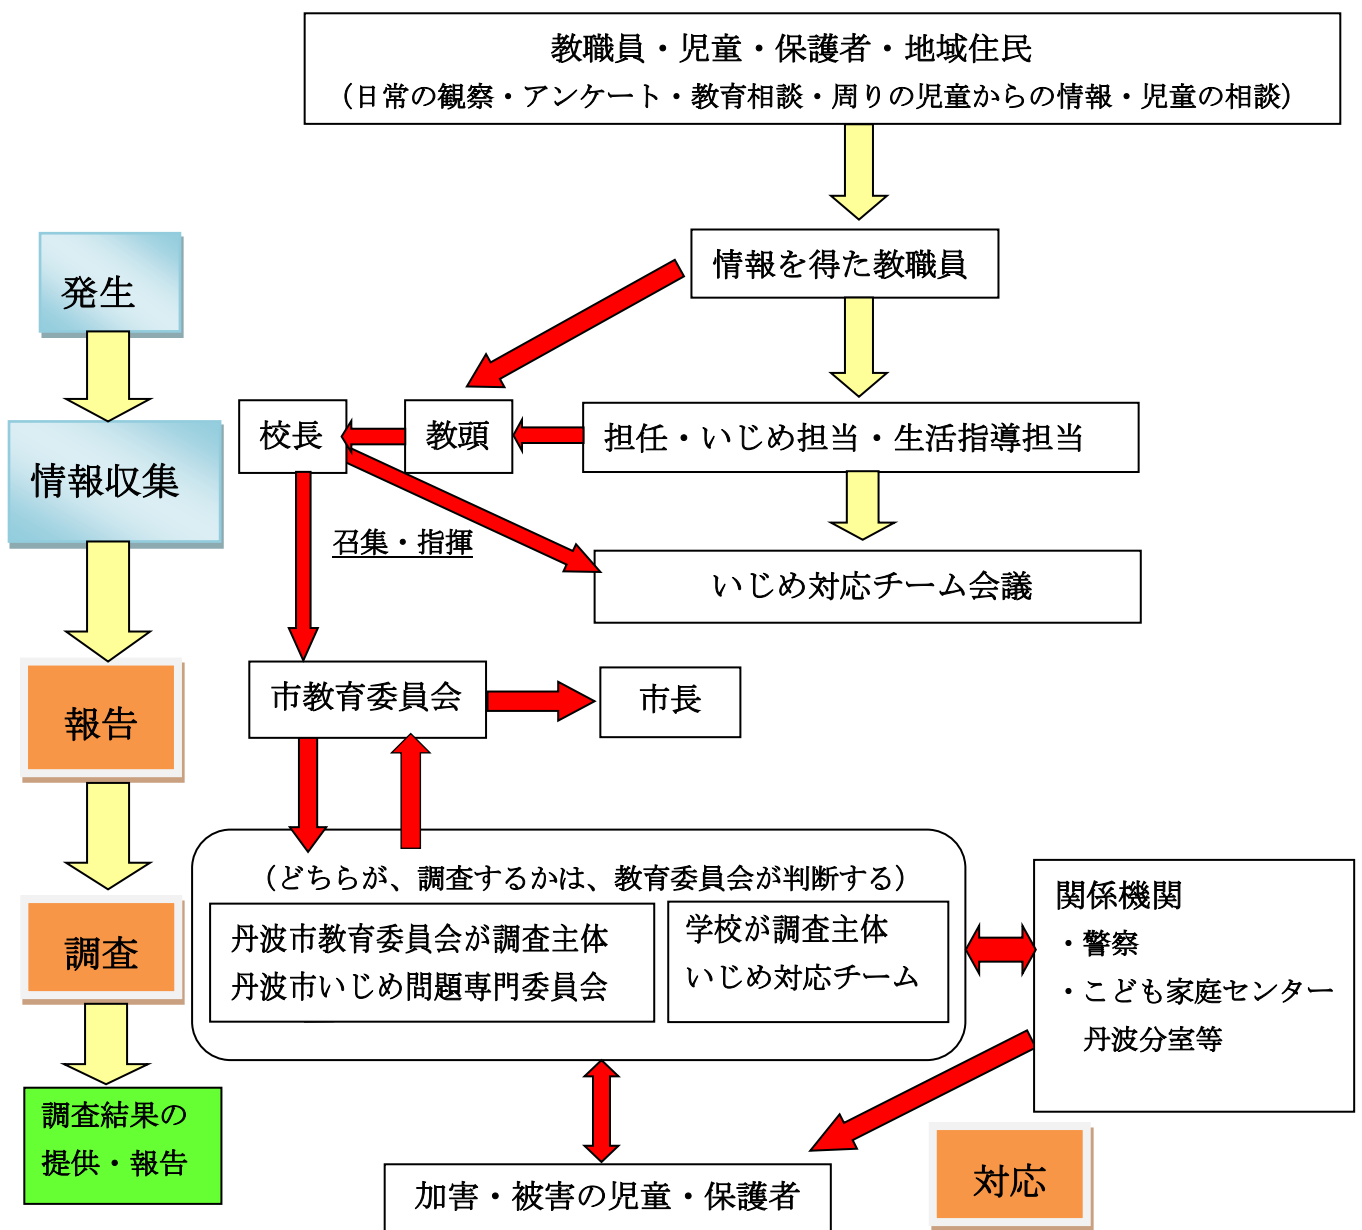 教職員・児童・保護者・地域住民
（日常の観察・アンケート・教育相談・周りの児童からの情報・児童の相談）
情報を得た教職員
発生
校長
教頭
担任・いじめ担当・生活指導担当
情報収集
召集・指揮
いじめ対応チーム会議
市教育委員会
市長
報告
（どちらが、調査するかは、教育委員会が判断する）
丹波市教育委員会が調査主体
丹波市いじめ問題専門委員会
学校が調査主体
いじめ対応チーム
関係機関
・警察
・こども家庭センター
丹波分室等
調査
調査結果の
提供・報告
加害・被害の児童・保護者
対応